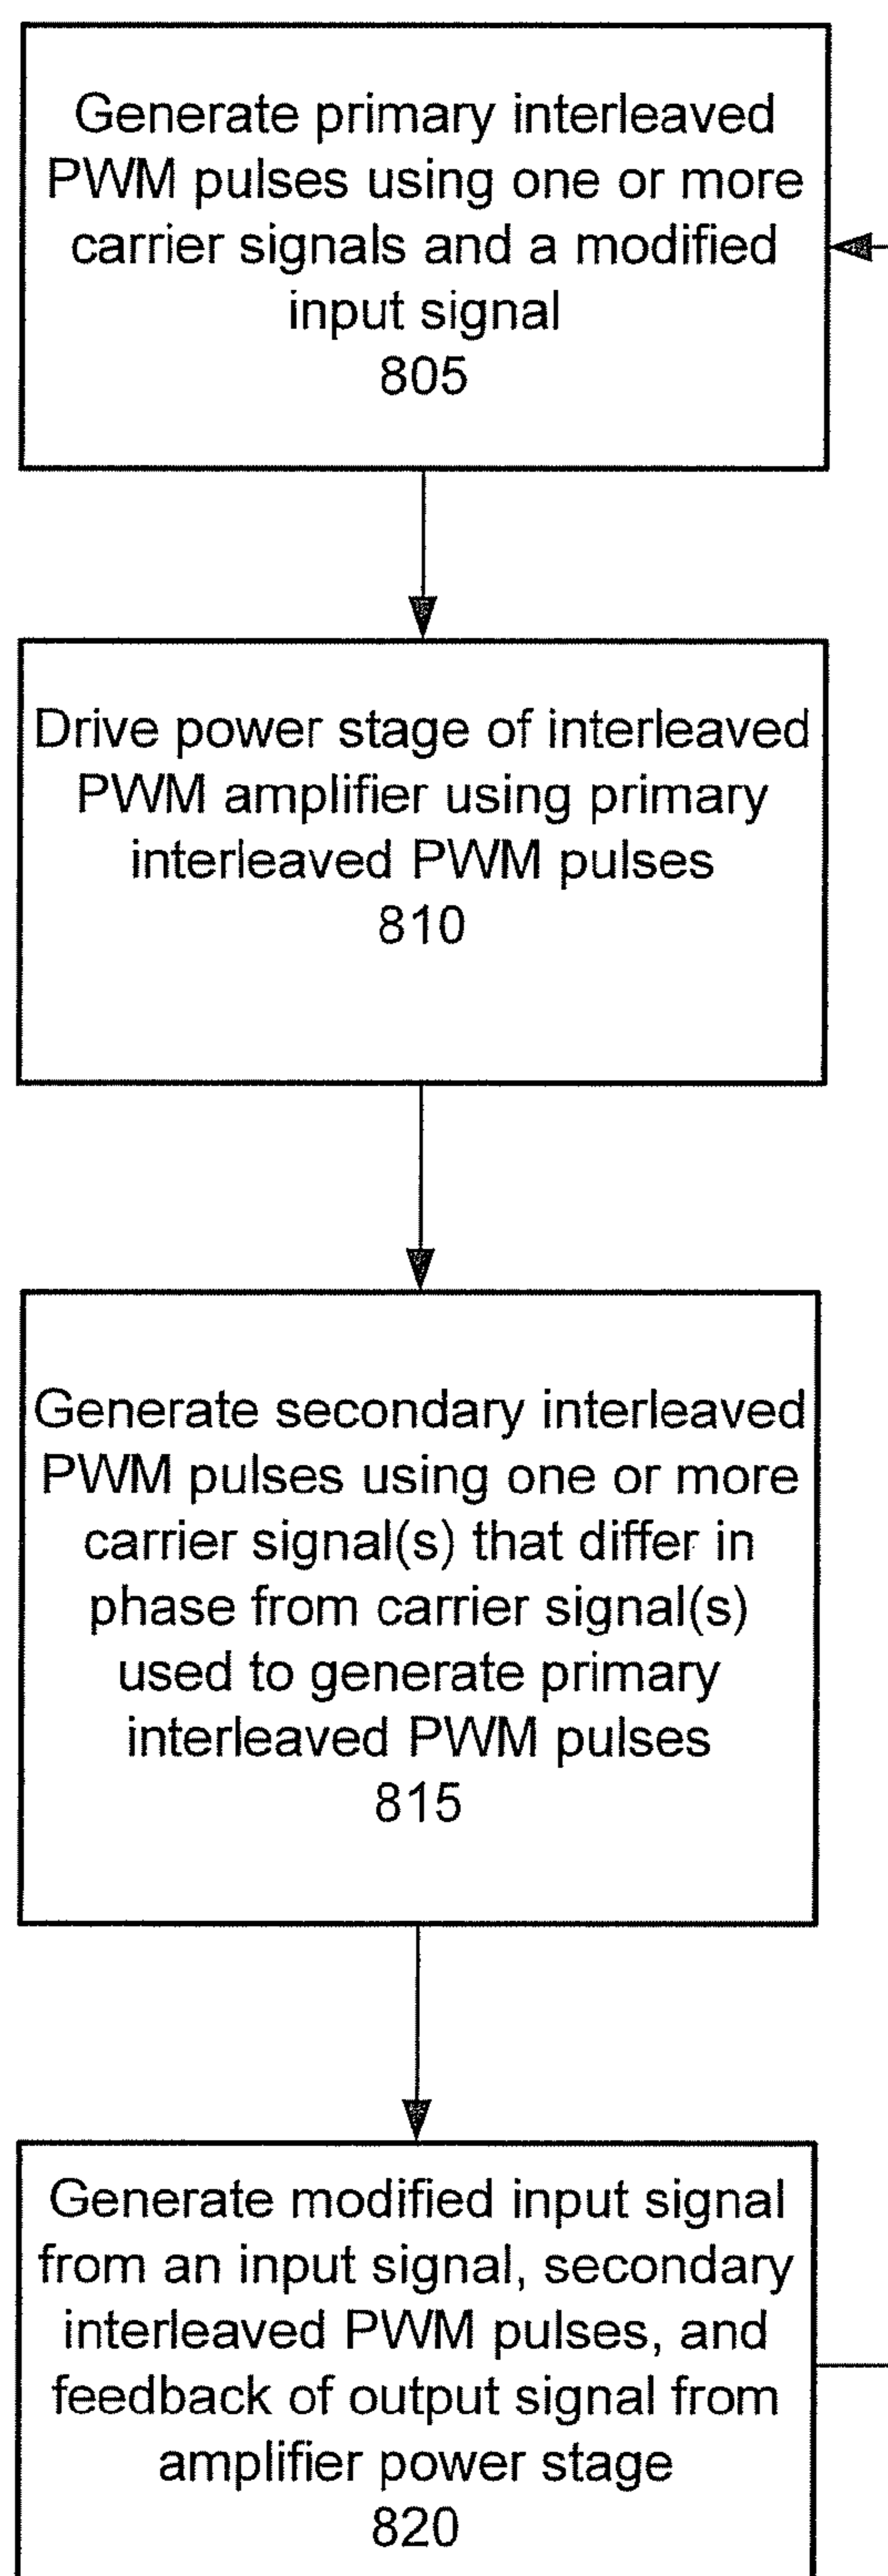 Generate primary interleaved
PWM pulses using one or more
carrier signals and a modified
input signal
805
Drive power stage of interleaved
PWM amplifier using primary
interleaved PWM pulses
810
Generate secondary interleaved
PWM pulses using one or more
carrier signal(s) that differ in
phase from carrier signal(s)
used to generate primary
interleaved PWM pulses
815
Generate modified input signal
from an input signal, secondary
interleaved PWM pulses, and
feedback of output signal from
amplifier power stage
820